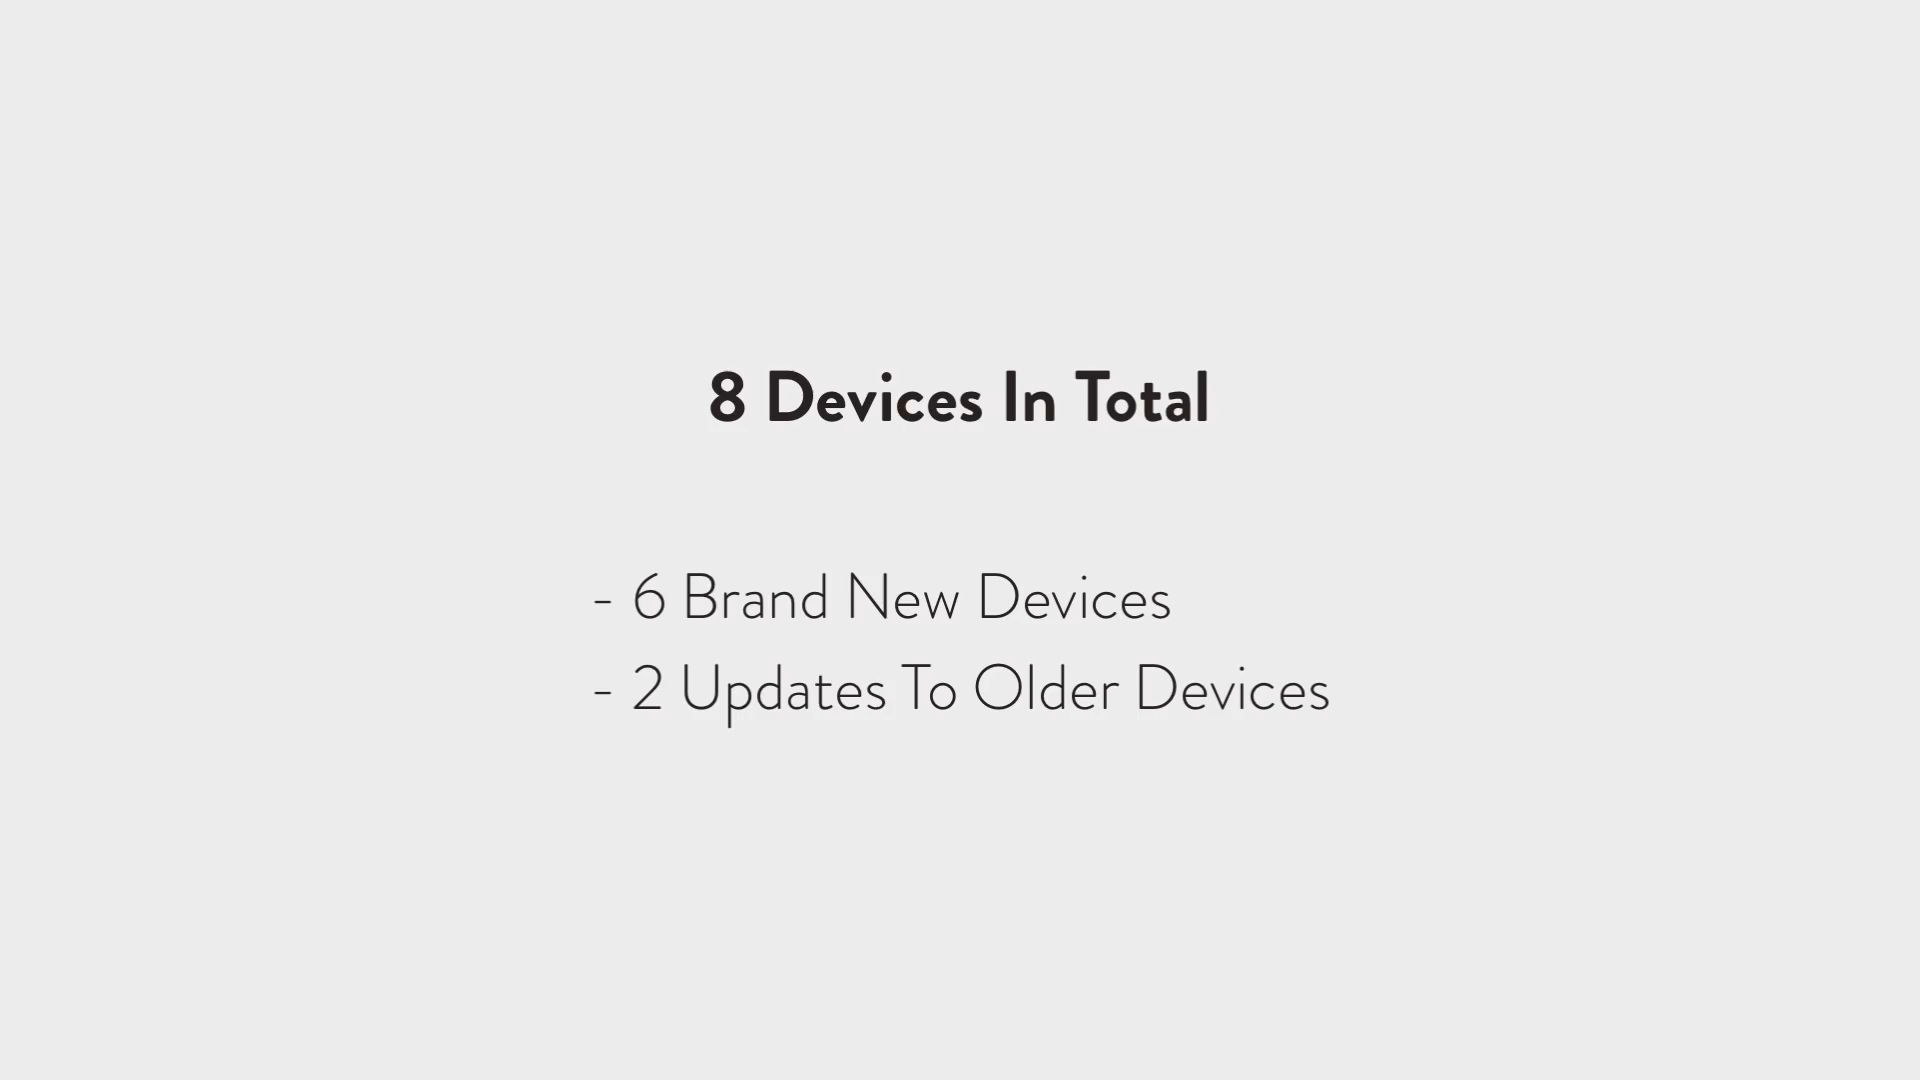 8 Devices In Total
- 6 Brand New Devices
- 2 Updates To Older Devices